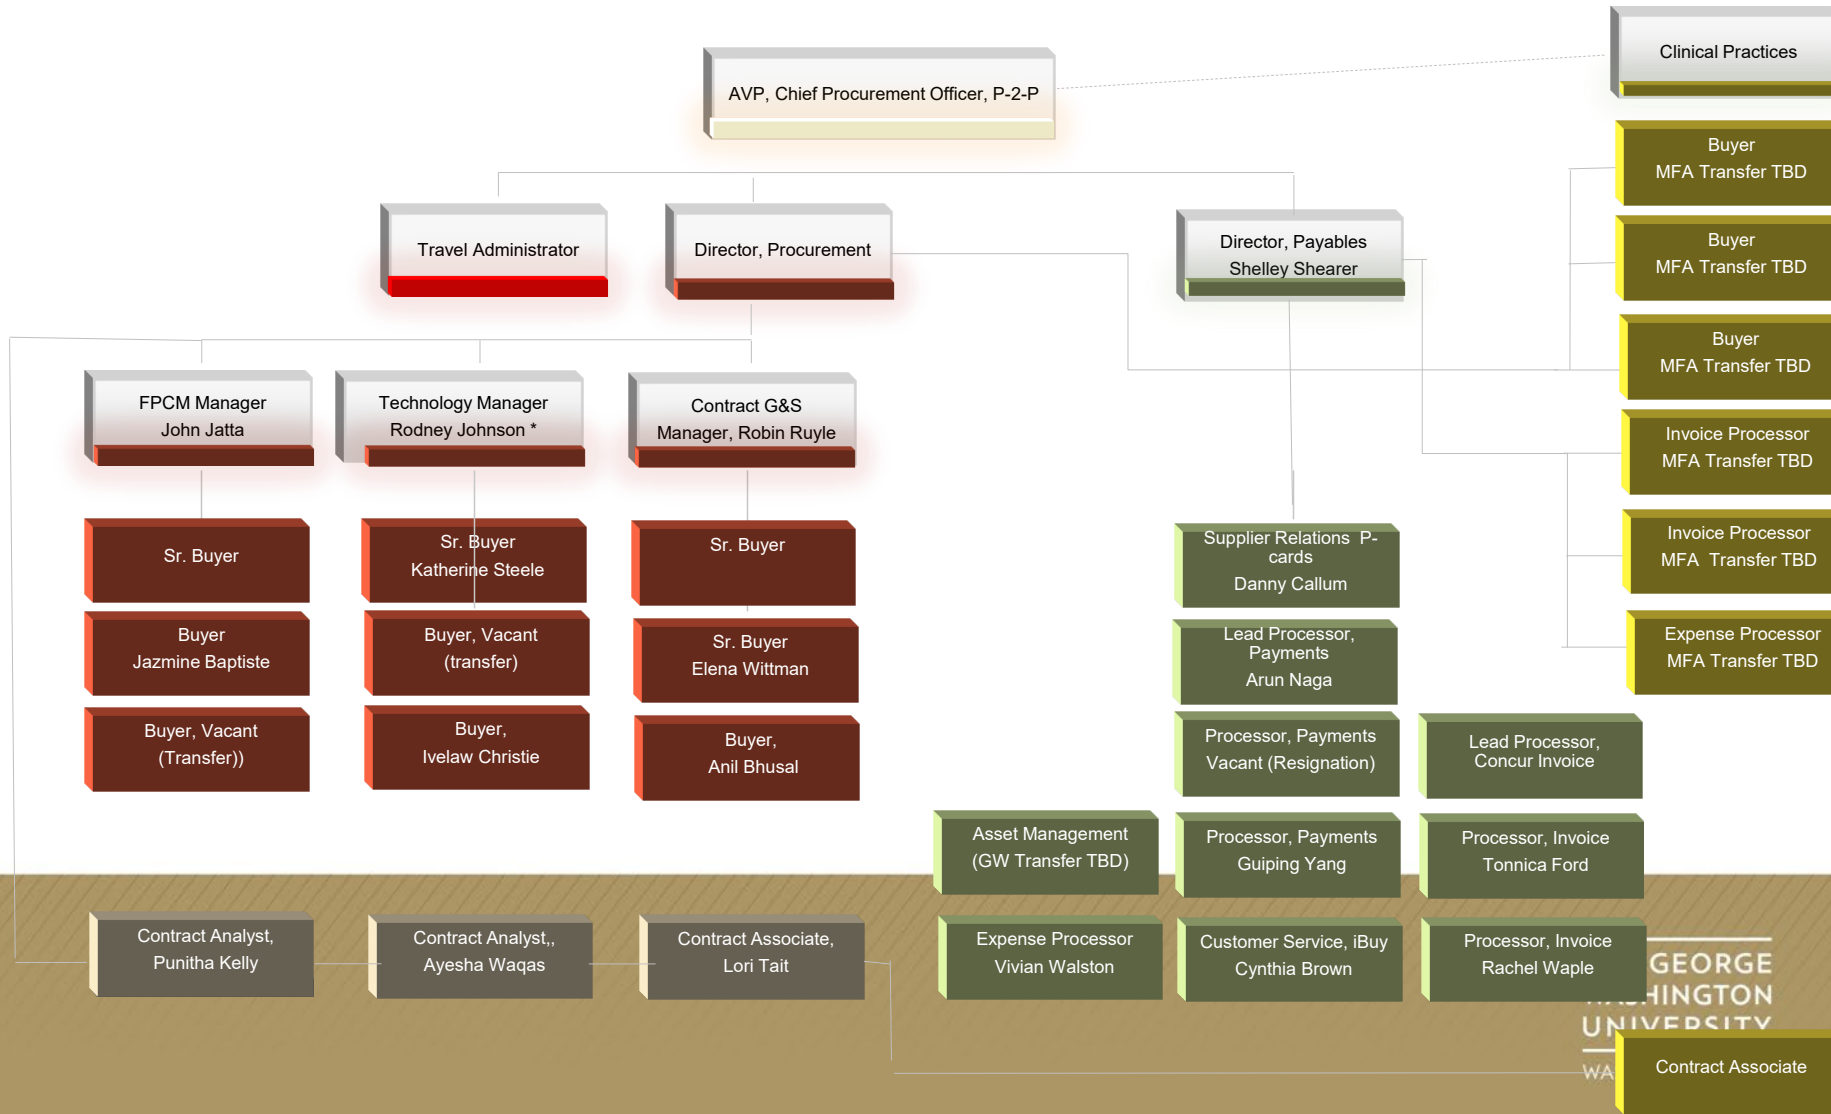 Clinical Practices
AVP, Chief Procurement Officer, P-2-P
Buyer
MFA Transfer TBD
Buyer
MFA Transfer TBD
Travel Administrator
Director, Procurement
Director, Payables
Shelley Shearer
Buyer
MFA Transfer TBD
FPCM Manager
John Jatta
Technology Manager
Rodney Johnson *
Contract G&S
Manager, Robin Ruyle
Invoice Processor
MFA Transfer TBD
Sr. Buyer
Sr. Buyer
Katherine Steele
Sr. Buyer
Supplier Relations  P-
cards
Danny Callum
Invoice Processor
MFA  Transfer TBD
Buyer
Jazmine Baptiste
Buyer, Vacant
(transfer)
Sr. Buyer
Elena Wittman
Lead Processor,
Payments
Arun Naga
Expense Processor
MFA Transfer TBD
Buyer, Vacant
(Transfer))
Buyer,
Ivelaw Christie
Buyer,
Anil Bhusal
Processor, Payments
Vacant (Resignation)
Lead Processor,
Concur Invoice
Asset Management
(GW Transfer TBD)
Processor, Payments
Guiping Yang
Processor, Invoice
Tonnica Ford
Contract Analyst,
Punitha Kelly
Contract Analyst,,
Ayesha Waqas
Contract Associate,
Lori Tait
Expense Processor
Vivian Walston
Customer Service, iBuy
Cynthia Brown
Processor, Invoice
Rachel Waple
GEORGE
WASHINGTON
UNIVERSITY
Contract Associate